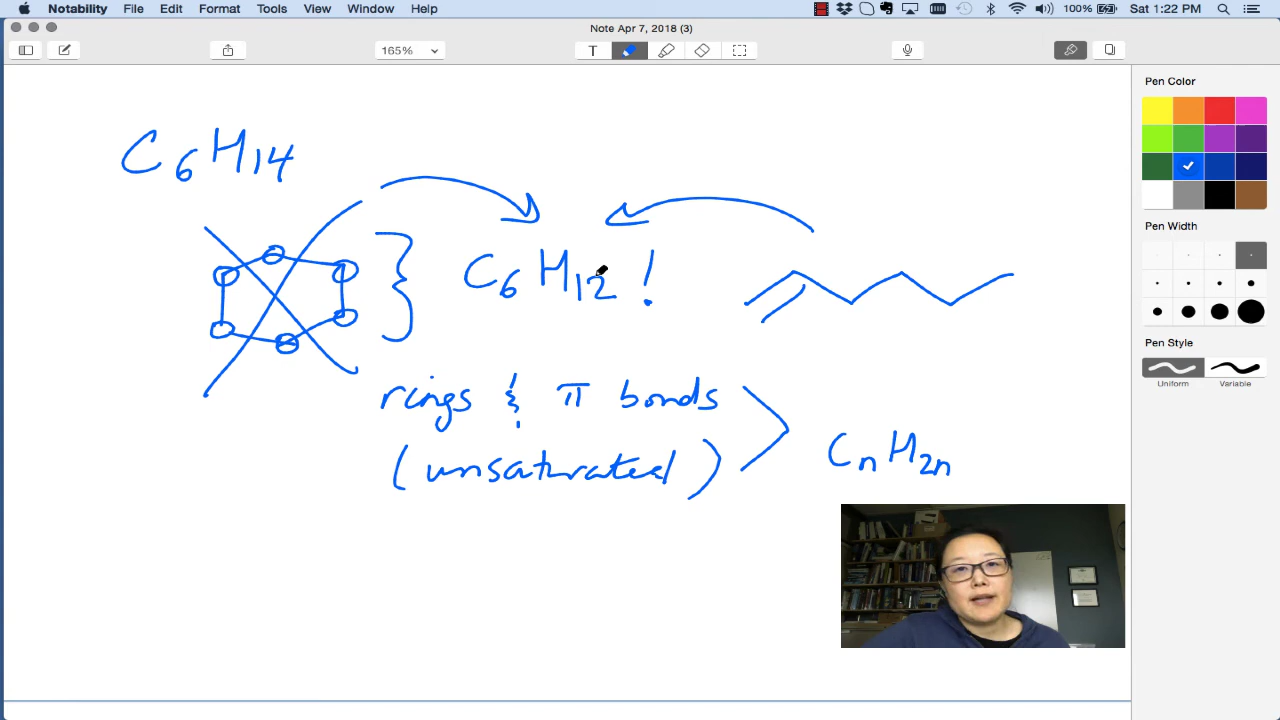 Notability File Edit Format Tools Window Help 100% Sat 1:22 PM
Note Apr 7, 2018 (3)
165% T
Pen Color
Pen Width
Pen Style
Uniform Variable
C6H14
C6H12!
rings & π bonds
(unsaturated)
CnH2n